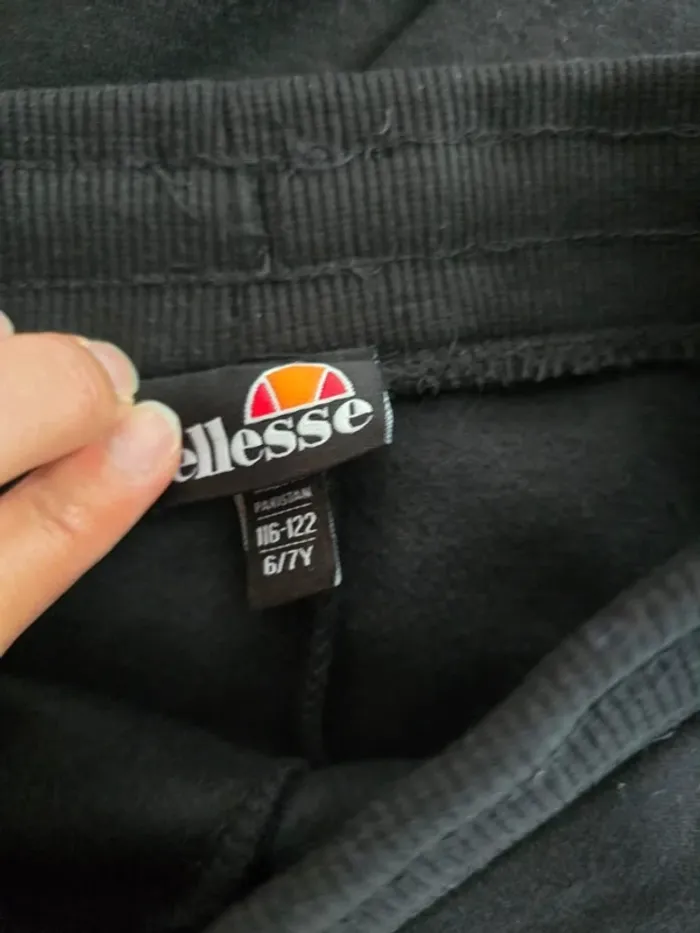 ellesse
PAKISTAN
116-122
6/7Y